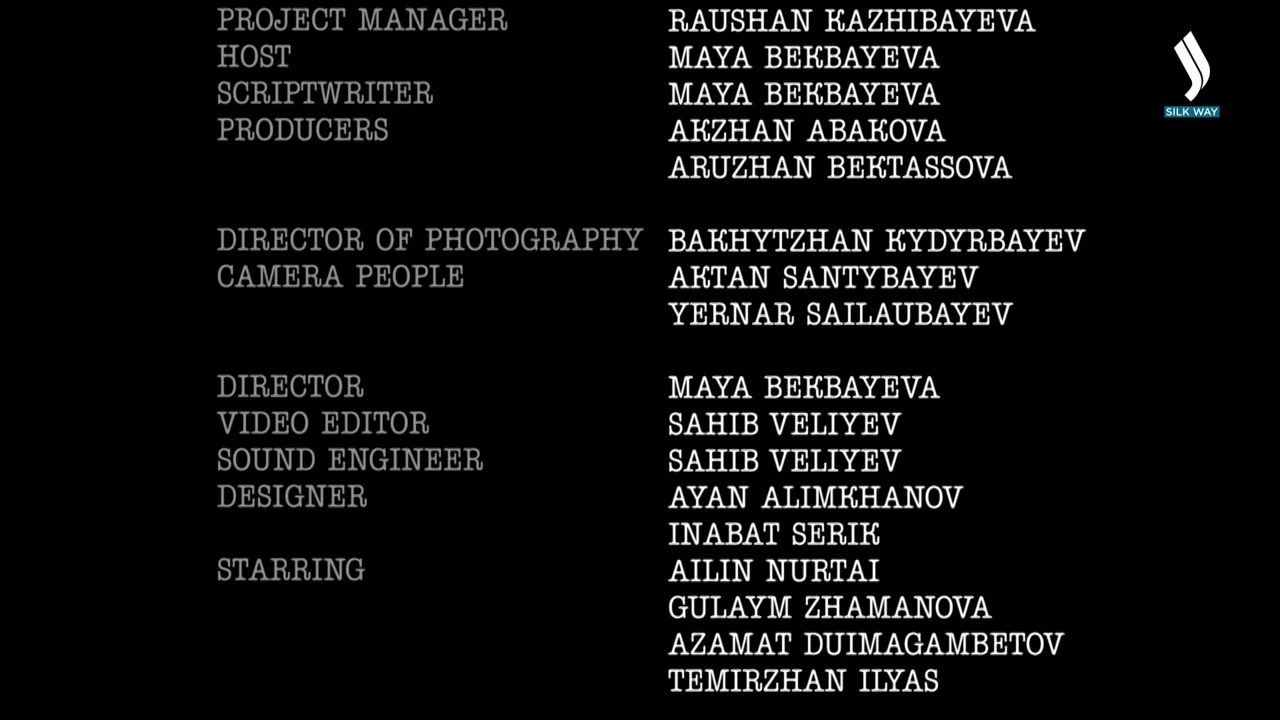 PROJECT MANAGER RAUSHAN KAZHIBAYEVA
HOST MAYA BEKBAYEVA
SCRIPTWRITER MAYA BEKBAYEVA
PRODUCERS AKZHAN ABAKOVA
ARUZHAN BEKTASSOVA
DIRECTOR OF PHOTOGRAPHY BAKHYTZHAN KYDYRBAYEV
CAMERA PEOPLE AKTAN SANTYBAYEV
YERNAR SAILAUBAYEV
DIRECTOR MAYA BEKBAYEVA
VIDEO EDITOR SAHIB VELIYEV
SOUND ENGINEER SAHIB VELIYEV
DESIGNER AYAN ALIMKHANOV
INABAT SERIK
STARRING AILIN NURTAI
GULAYM ZHAMANOVA
AZAMAT DUIMAGAMBETOV
TEMIRZHAN ILYAS
SILK WAY